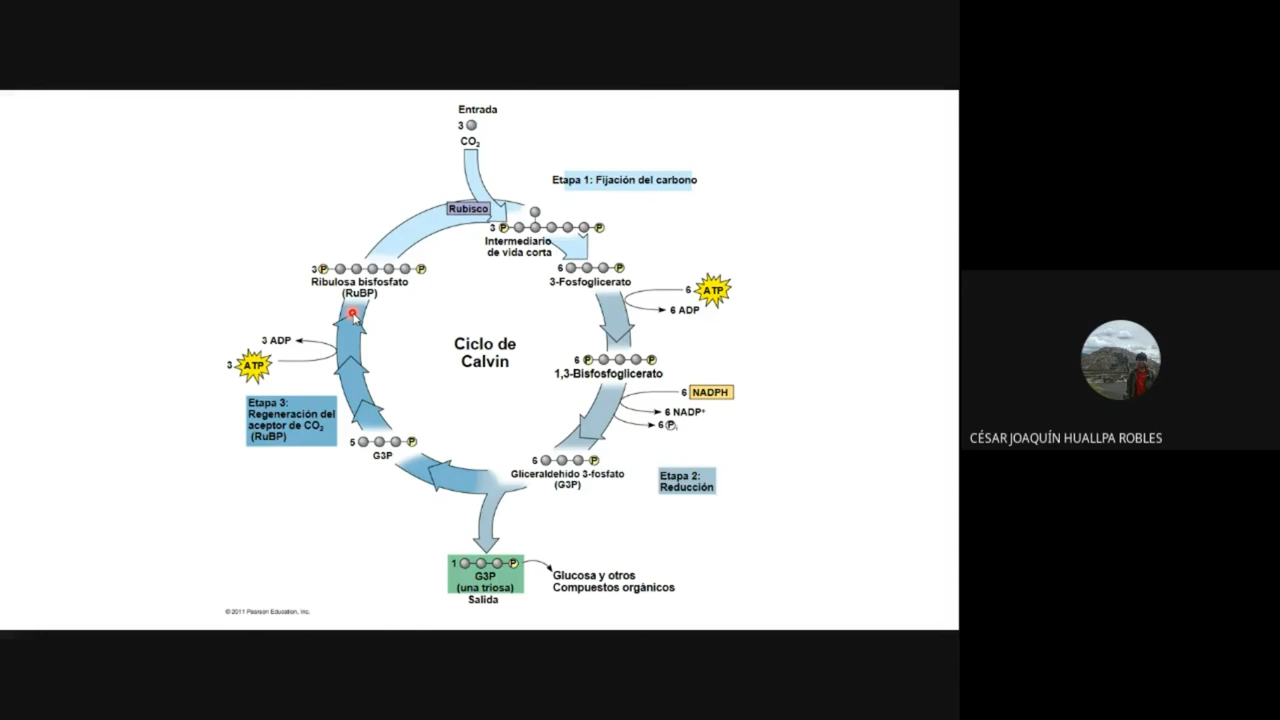 Entrada
3
CO₂
Etapa 1: Fijación del carbono
Rubisco
3 P P
Intermediario
de vida corta
3 P P
Ribulosa bisfosfato
(RuBP)
6 P
3-Fosfoglicerato
6 ATP
6 ADP
3 ADP
3 ATP
Ciclo de
Calvin
6 P P
1,3-Bisfosfoglicerato
6 NADPH
6 NADP⁺
6 Pᵢ
Etapa 3:
Regeneración del
aceptor de CO₂
(RuBP)
5 P
G3P
6 P
Gliceraldehido 3-fosfato
(G3P)
Etapa 2:
Reducción
1 P
G3P
(una triosa)
Salida
Glucosa y otros
Compuestos orgánicos
© 2011 Pearson Education, Inc.
CÉSAR JOAQUÍN HUALLPA ROBLES